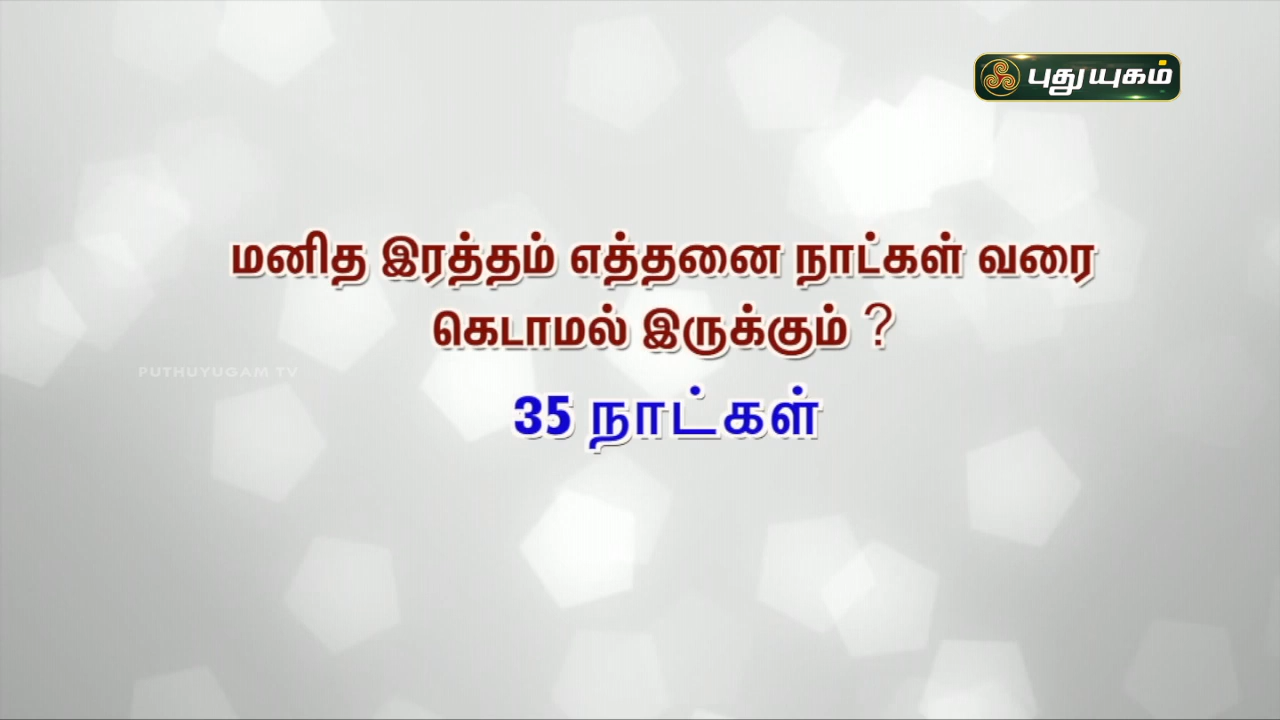 புதுயுகம்
மனித இரத்தம் எத்தனை நாட்கள் வரை
கெடாமல் இருக்கும் ?
PUTHUYUGAM TV
35 நாட்கள்